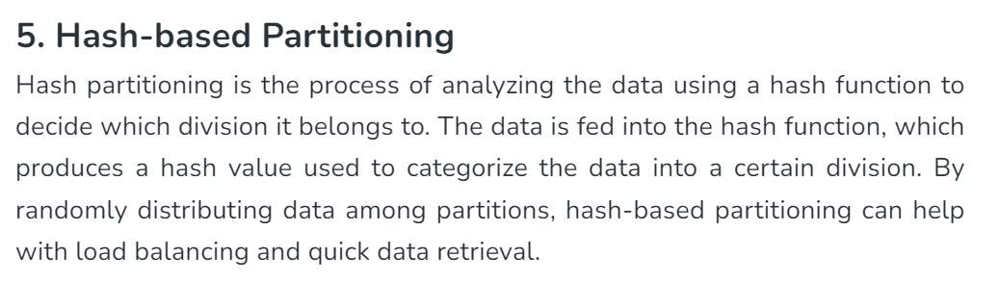 5. Hash-based Partitioning
Hash partitioning is the process of analyzing the data using a hash function to
decide which division it belongs to. The data is fed into the hash function, which
produces a hash value used to categorize the data into a certain division. By
randomly distributing data among partitions, hash-based partitioning can help
with load balancing and quick data retrieval.